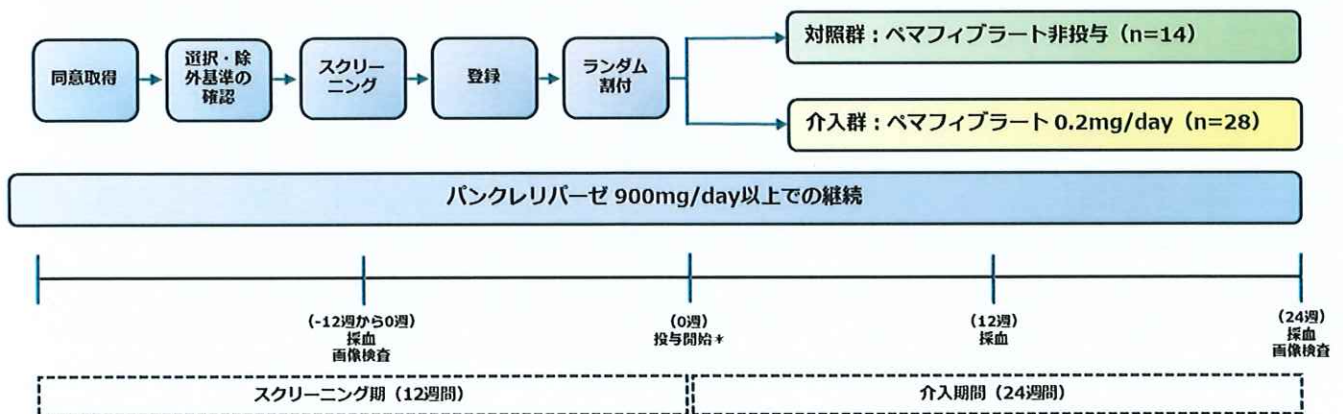 同意取得
選択・除
外基準の
確認
スクリー
ニング
登録
ランダム
割付
対照群：ペマフィブラート非投与（n=14）
介入群：ペマフィブラート 0.2mg/day（n=28）
パンクレリパーゼ 900mg/day以上での継続
(-12週から0週)
採血
画像検査
(0週)
投与開始*
(12週)
採血
(24週)
採血
画像検査
スクリーニング期（12週間）
介入期間（24週間）